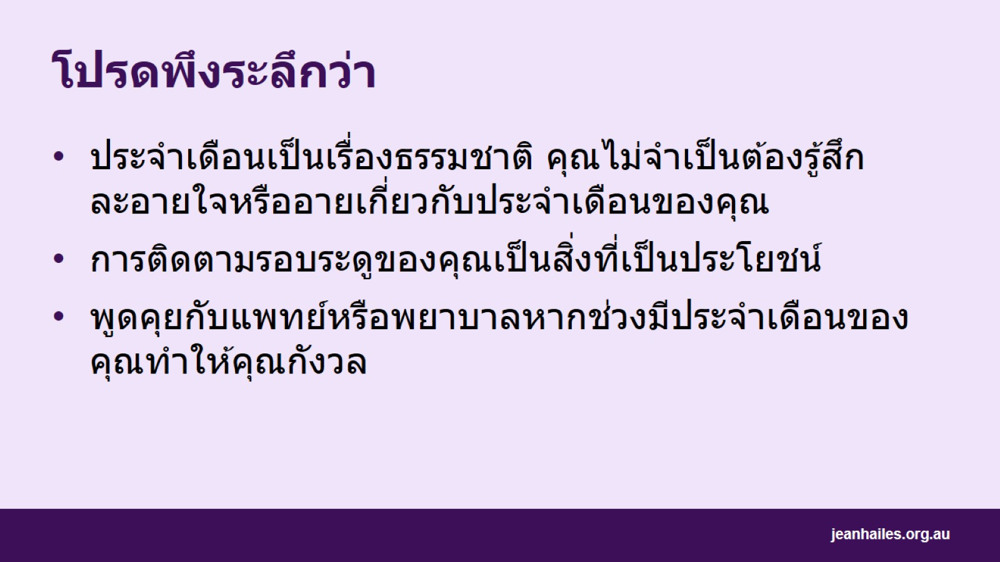 โปรดพึงระลึกว่า
• ประจำเดือนเป็นเรื่องธรรมชาติ คุณไม่จำเป็นต้องรู้สึก
ละอายใจหรืออายเกี่ยวกับประจำเดือนของคุณ
• การติดตามรอบระดูของคุณเป็นสิ่งที่เป็นประโยชน์
• พูดคุยกับแพทย์หรือพยาบาลหากช่วงมีประจำเดือนของ
คุณทำให้คุณกังวล
jeanhailes.org.au